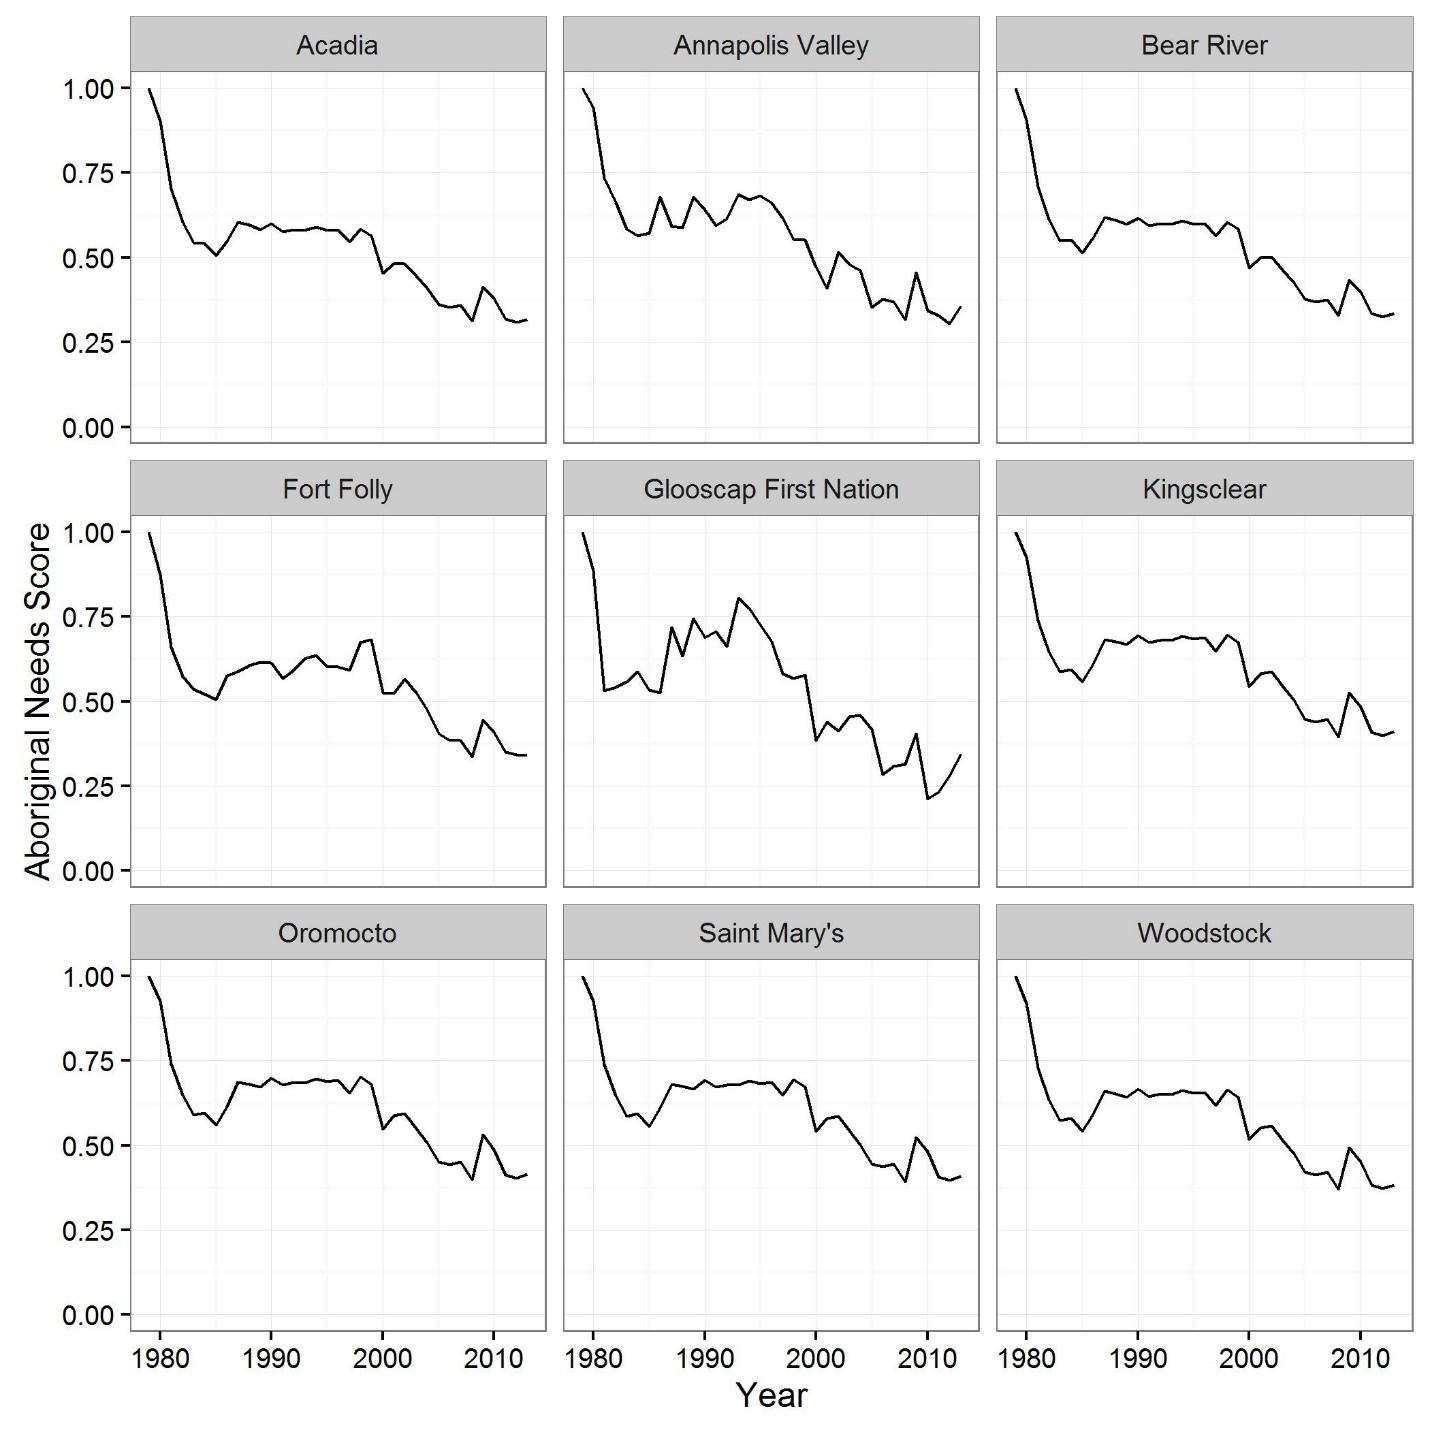 Acadia Annapolis Valley Bear River
1.00
0.75
0.50
0.25
0.00
Fort Folly Glooscap First Nation Kingsclear
Aboriginal Needs Score
1.00
0.75
0.50
0.25
0.00
Oromocto Saint Mary's Woodstock
1.00
0.75
0.50
0.25
0.00
1980 1990 2000 2010 1980 1990 2000 2010 1980 1990 2000 2010
Year